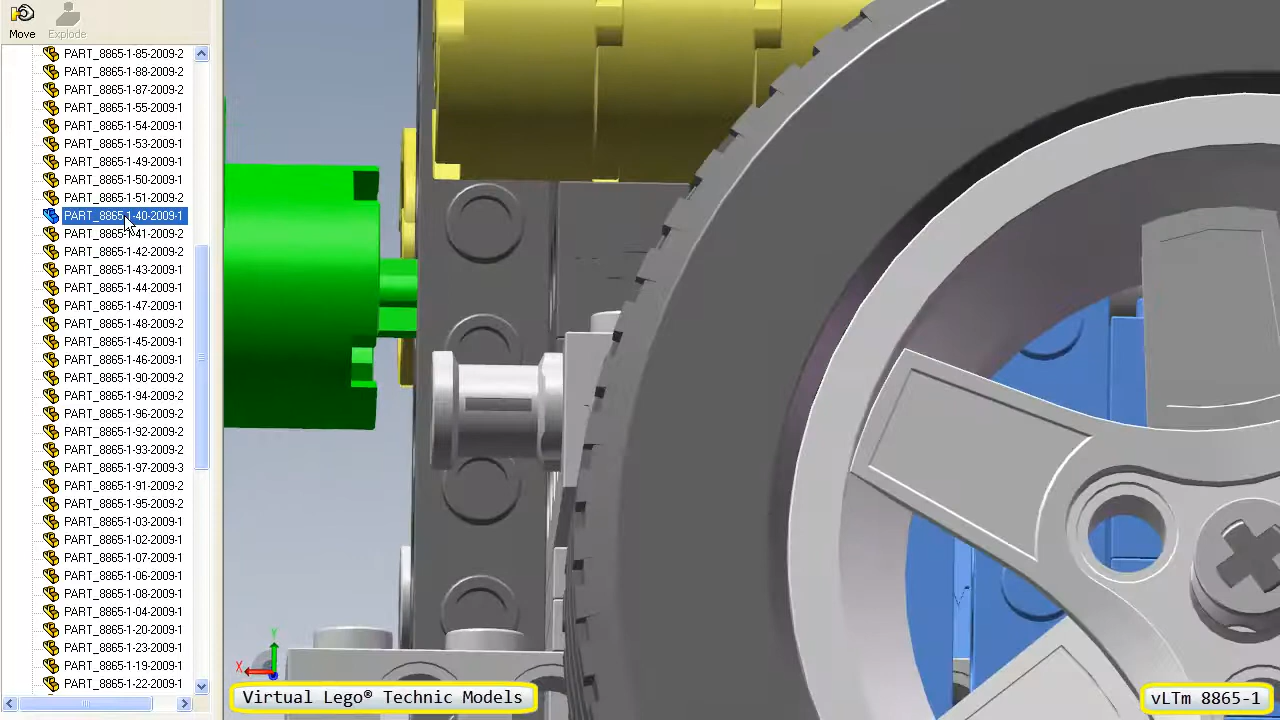 Move
Explode
PART_8865-1-85-2009-2
PART_8865-1-88-2009-2
PART_8865-1-87-2009-2
PART_8865-1-55-2009-1
PART_8865-1-54-2009-1
PART_8865-1-53-2009-1
PART_8865-1-49-2009-1
PART_8865-1-50-2009-1
PART_8865-1-51-2009-2
PART_8865-1-40-2009-1
PART_8865-1-41-2009-2
PART_8865-1-42-2009-2
PART_8865-1-43-2009-1
PART_8865-1-44-2009-1
PART_8865-1-47-2009-1
PART_8865-1-48-2009-2
PART_8865-1-45-2009-1
PART_8865-1-46-2009-1
PART_8865-1-90-2009-2
PART_8865-1-94-2009-2
PART_8865-1-96-2009-2
PART_8865-1-92-2009-2
PART_8865-1-93-2009-2
PART_8865-1-97-2009-3
PART_8865-1-91-2009-2
PART_8865-1-95-2009-2
PART_8865-1-03-2009-1
PART_8865-1-02-2009-1
PART_8865-1-07-2009-1
PART_8865-1-06-2009-1
PART_8865-1-08-2009-1
PART_8865-1-04-2009-1
PART_8865-1-20-2009-1
PART_8865-1-23-2009-1
PART_8865-1-19-2009-1
PART_8865-1-22-2009-1
Y
X
Virtual Lego® Technic Models
vLTm 8865-1